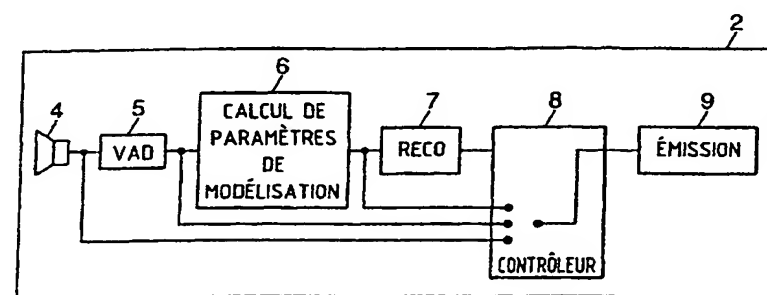 2
4
5
6
7
8
9
VAD
CALCUL DE
PARAMÈTRES
DE
MODÉLISATION
RECO
CONTRÔLEUR
ÉMISSION